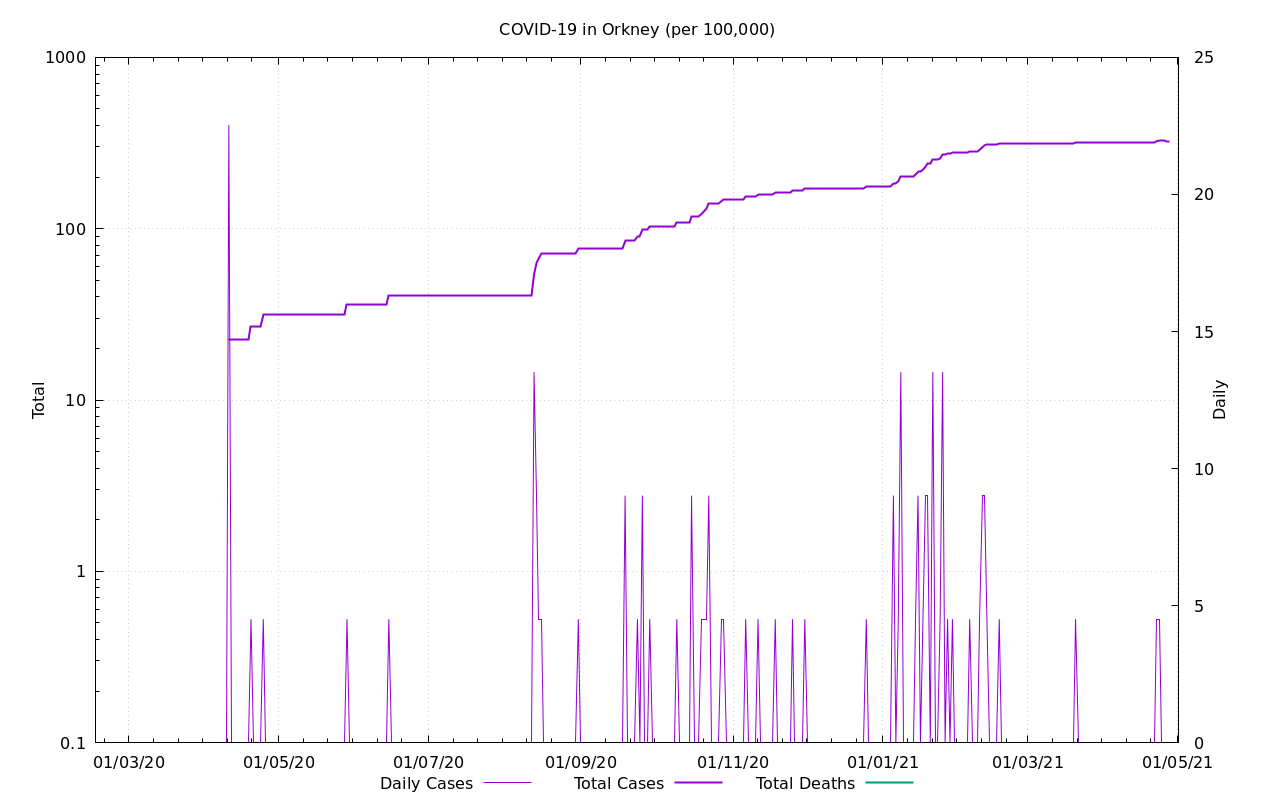 COVID-19 in Orkney (per 100,000)
1000
100
10
1
0.1
Total
25
20
15
10
5
0
Daily
01/03/20 01/05/20 01/07/20 01/09/20 01/11/20 01/01/21 01/03/21 01/05/21
Daily Cases Total Cases Total Deaths